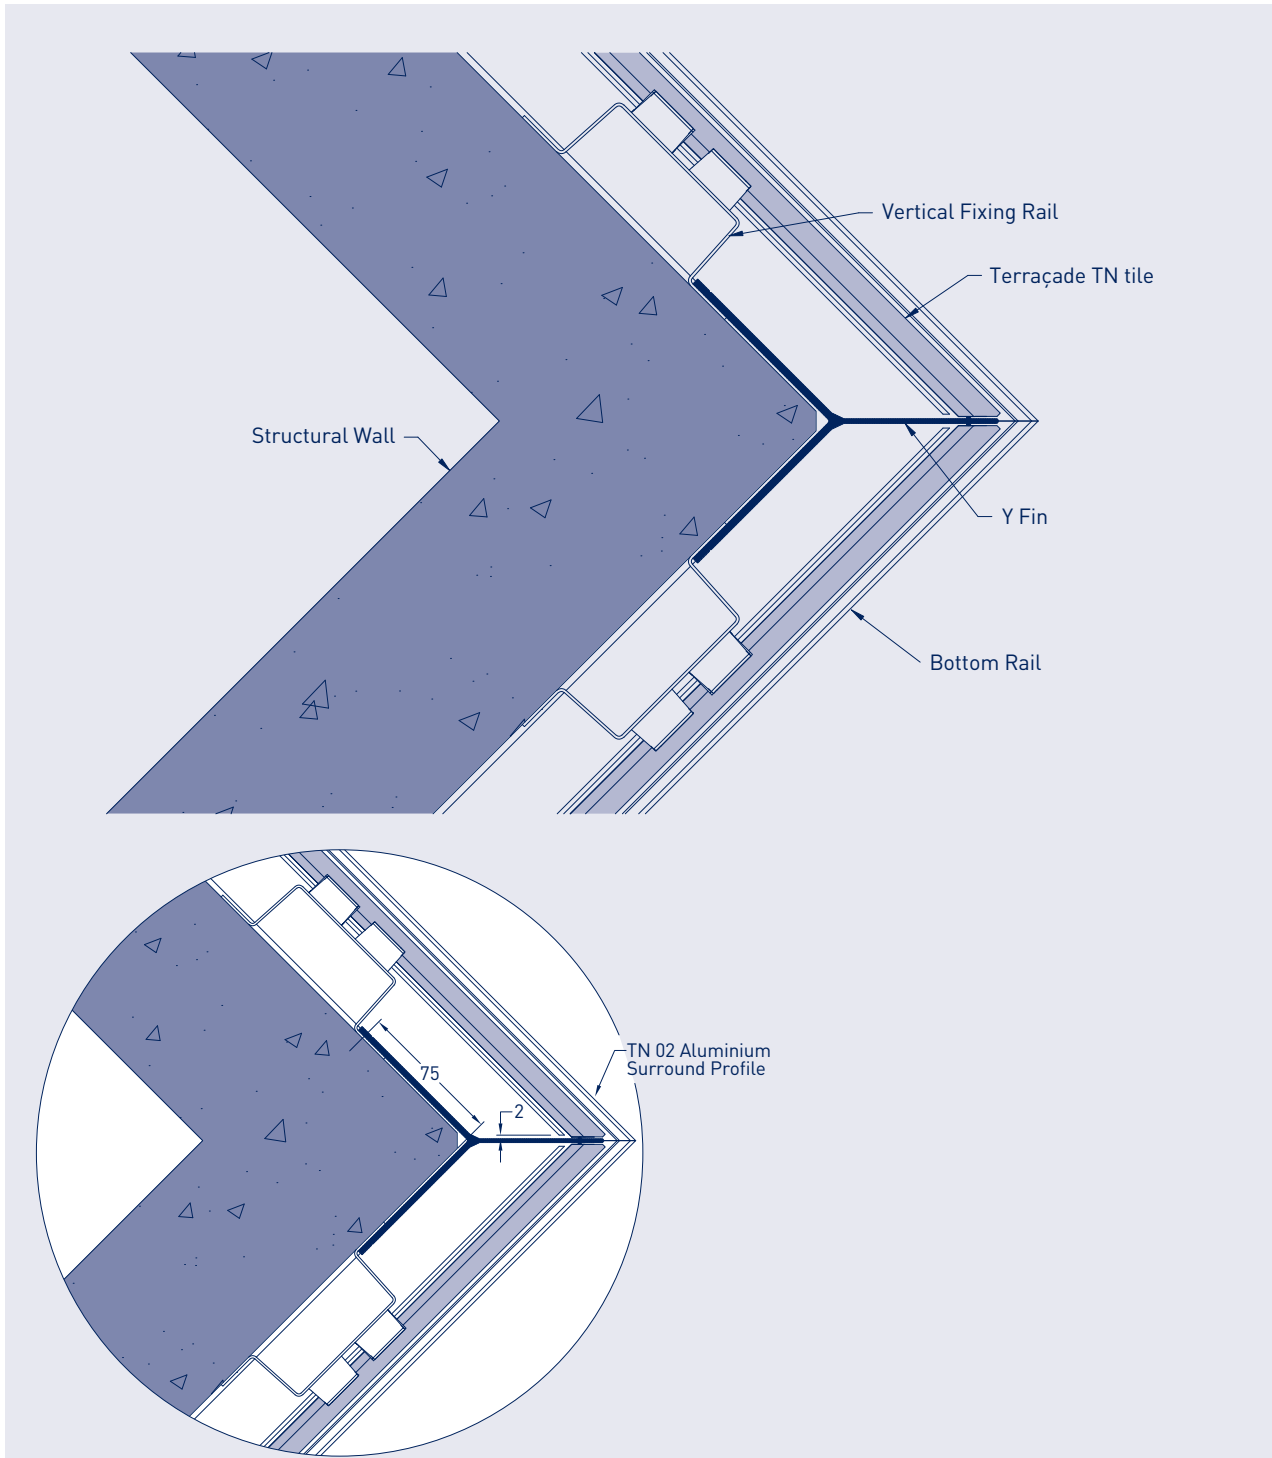 Vertical Fixing Rail
Terraçade TN tile
Structural Wall
Y Fin
Bottom Rail
TN 02 Aluminium
Surround Profile
75
2